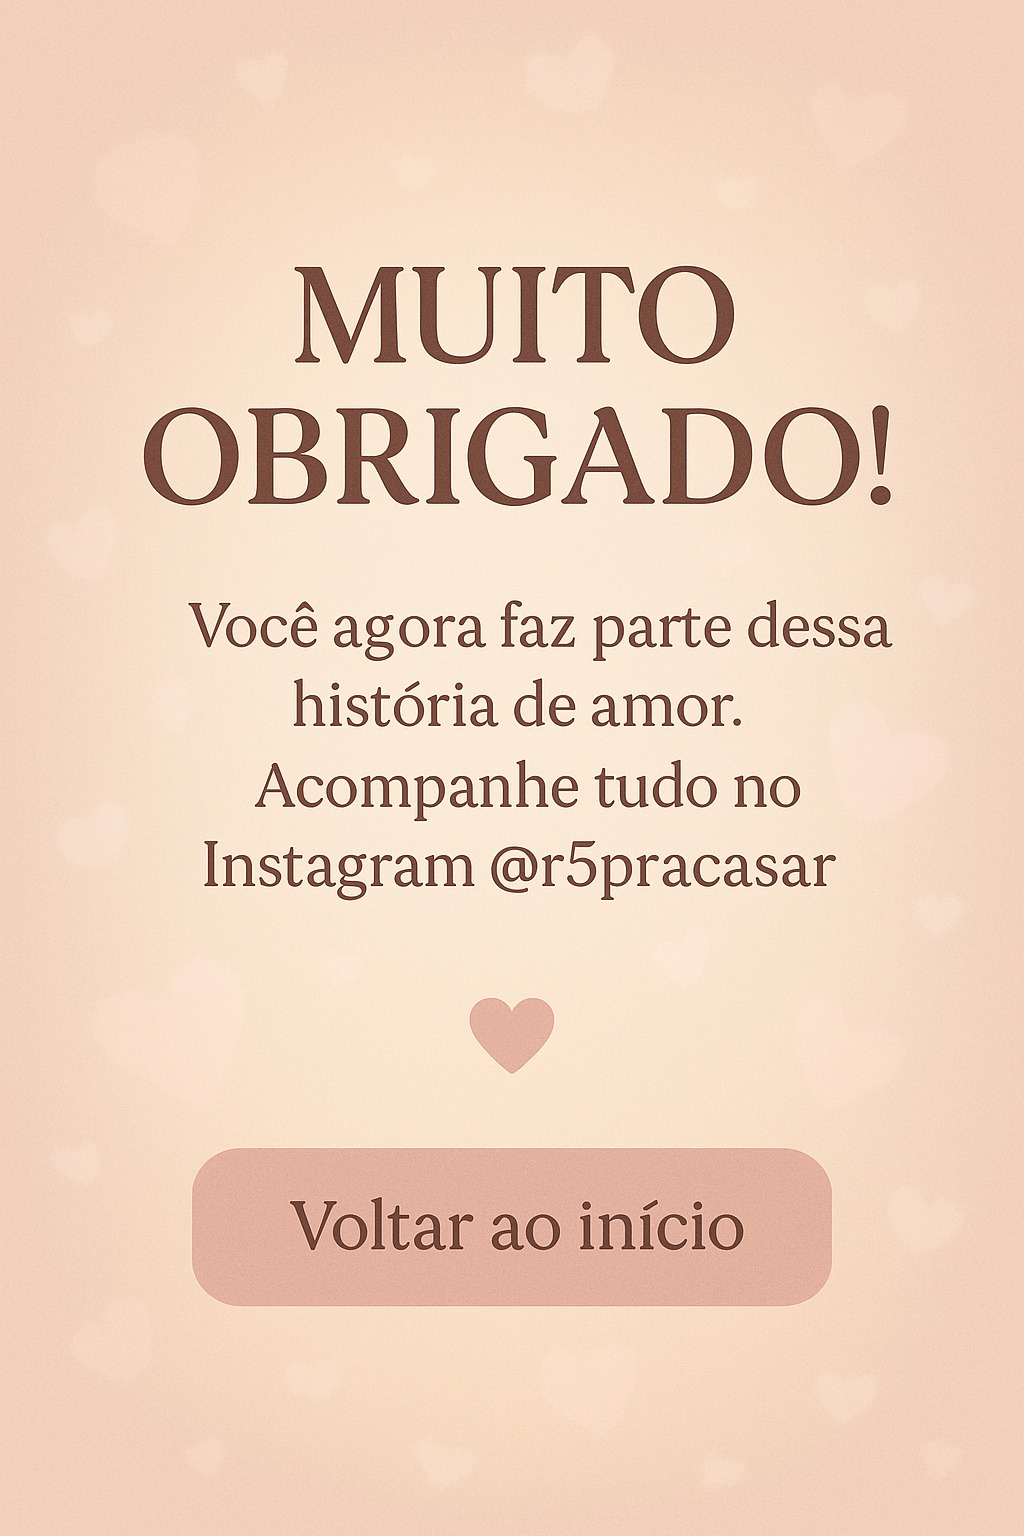 MUITO
OBRIGADO!
Você agora faz parte dessa
história de amor.
Acompanhe tudo no
Instagram @r5pracasar
Voltar ao início